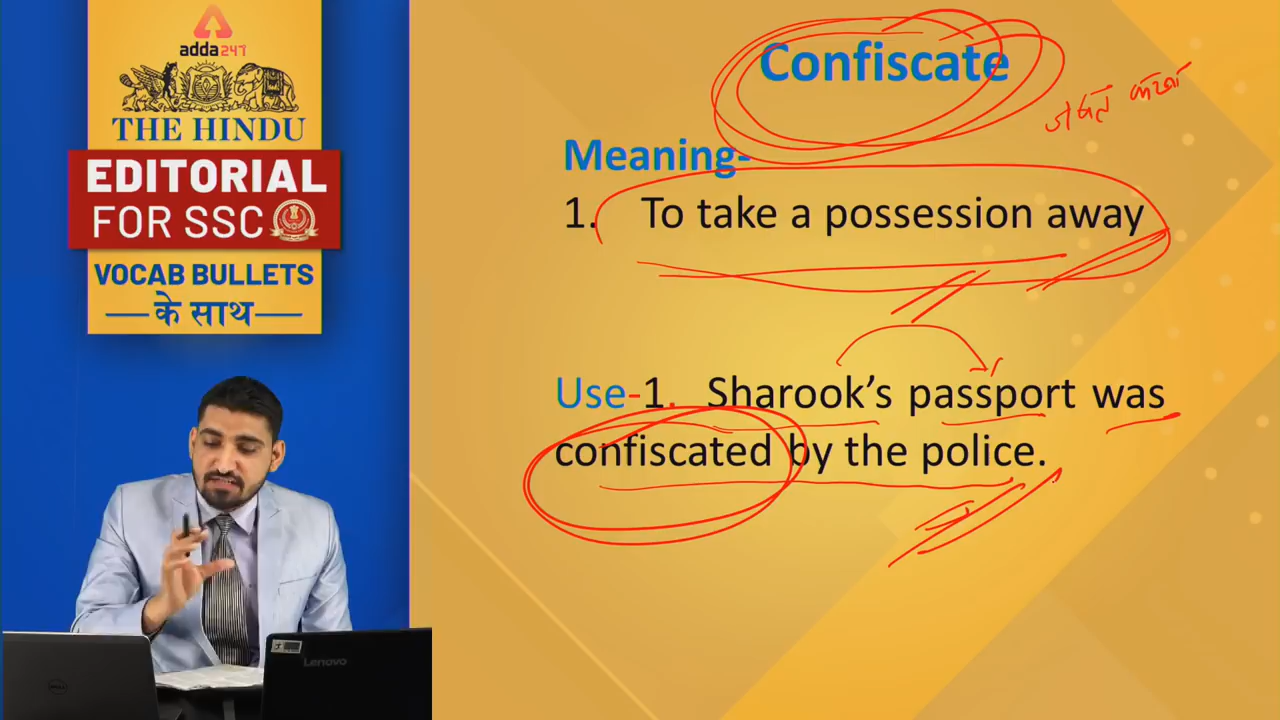 adda247
THE HINDU
EDITORIAL
FOR SSC
VOCAB BULLETS
—के साथ—
Confiscate
जब्त करना
Meaning-
1. To take a possession away
Use-1. Sharook's passport was
confiscated by the police.
Lenovo